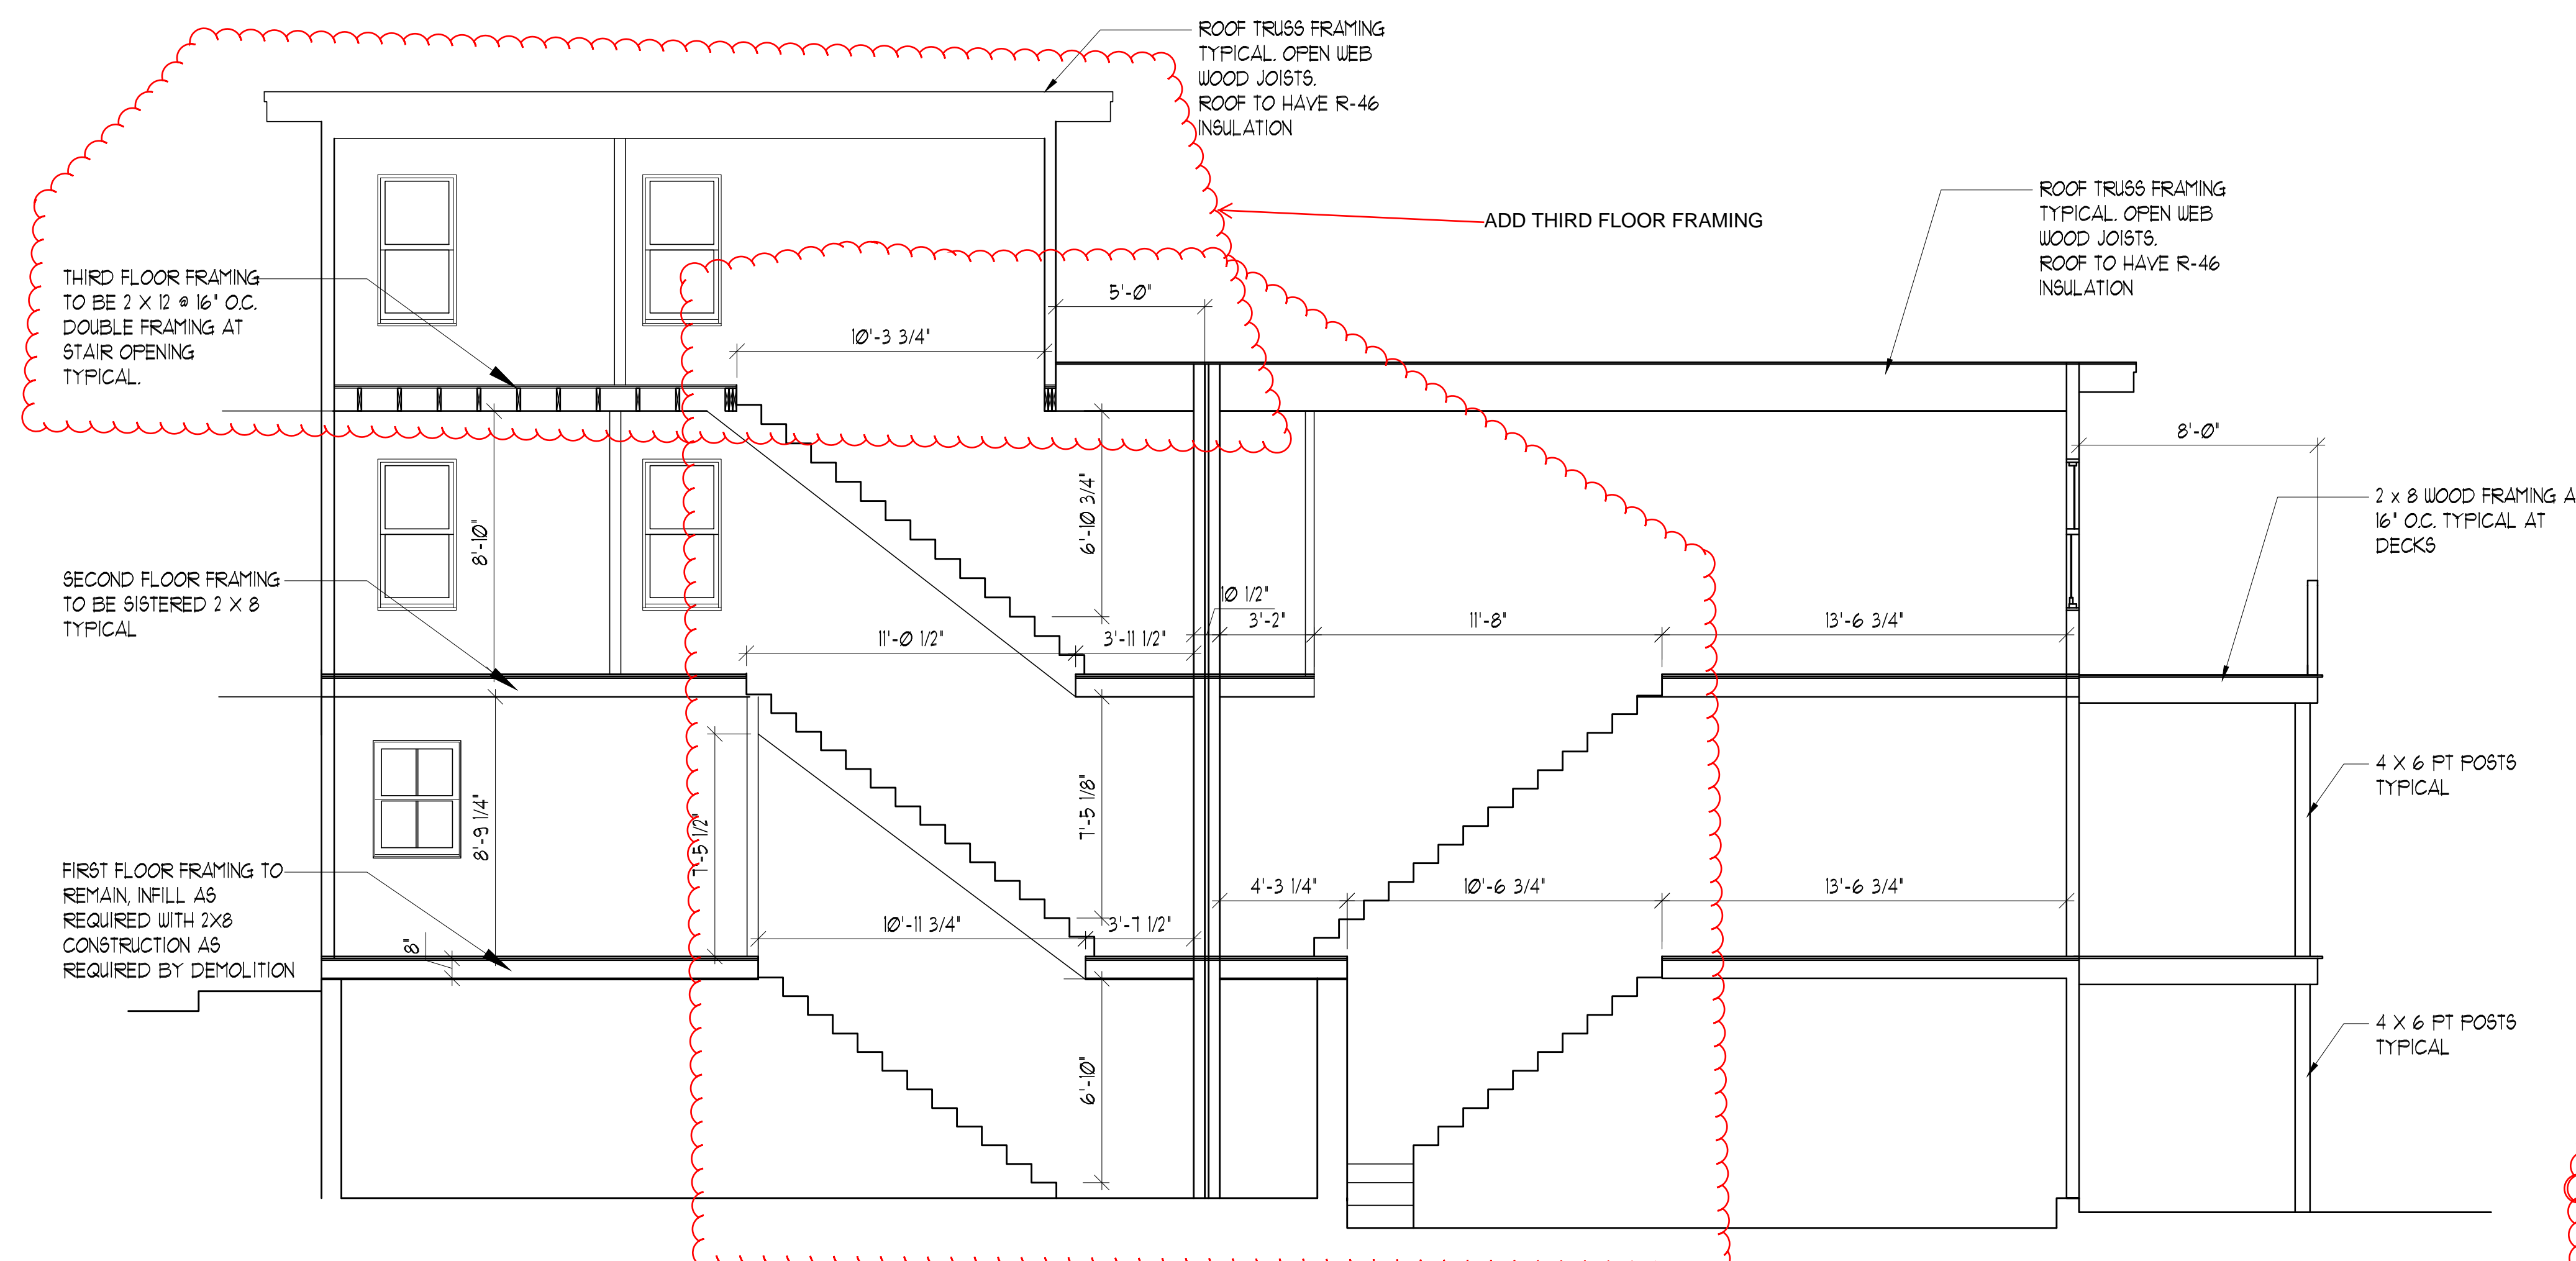 ROOF TRUSS FRAMING
TYPICAL. OPEN WEB
WOOD JOISTS.
ROOF TO HAVE R-46
INSULATION
ROOF TRUSS FRAMING
TYPICAL. OPEN WEB
WOOD JOISTS.
ROOF TO HAVE R-46
INSULATION
ADD THIRD FLOOR FRAMING
THIRD FLOOR FRAMING
TO BE 2 X 12 @ 16" O.C.
DOUBLE FRAMING AT
STAIR OPENING
TYPICAL.
5'-0"
10'-3 3/4"
8'-0"
8'-10"
6'-10 3/4"
2 x 8 WOOD FRAMING A
16" O.C. TYPICAL AT
DECKS
SECOND FLOOR FRAMING
TO BE SISTERED 2 X 8
TYPICAL
10 1/2"
11'-0 1/2"
3'-11 1/2"
3'-2"
11'-8"
13'-6 3/4"
8'-9 1/4"
7'-5 1/2"
7'-5 1/8"
4 X 6 PT POSTS
TYPICAL
FIRST FLOOR FRAMING TO
REMAIN, INFILL AS
REQUIRED WITH 2X8
CONSTRUCTION AS
REQUIRED BY DEMOLITION
8"
10'-11 3/4"
3'-7 1/2"
4'-3 1/4"
10'-6 3/4"
13'-6 3/4"
6'-10"
4 X 6 PT POSTS
TYPICAL